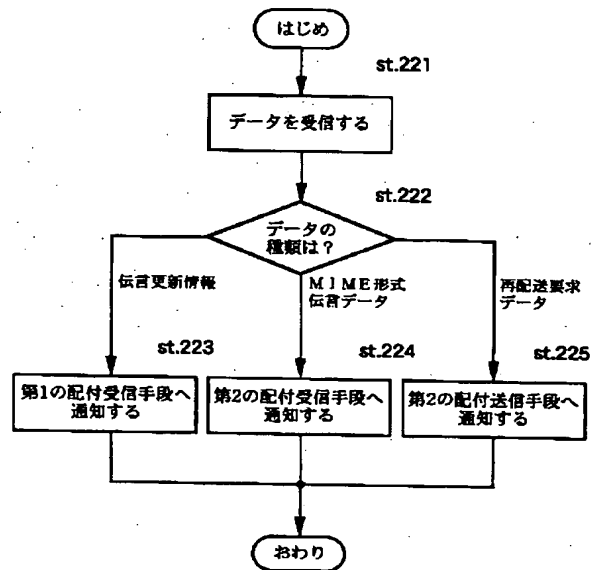 はじめ
st.221
データを受信する
st.222
データの
種類は？
伝言更新情報
ＭＩＭＥ形式
伝言データ
再配送要求
データ
st.223
st.224
st.225
第1の配付受信手段へ
通知する
第2の配付受信手段へ
通知する
第2の配付送信手段へ
通知する
おわり